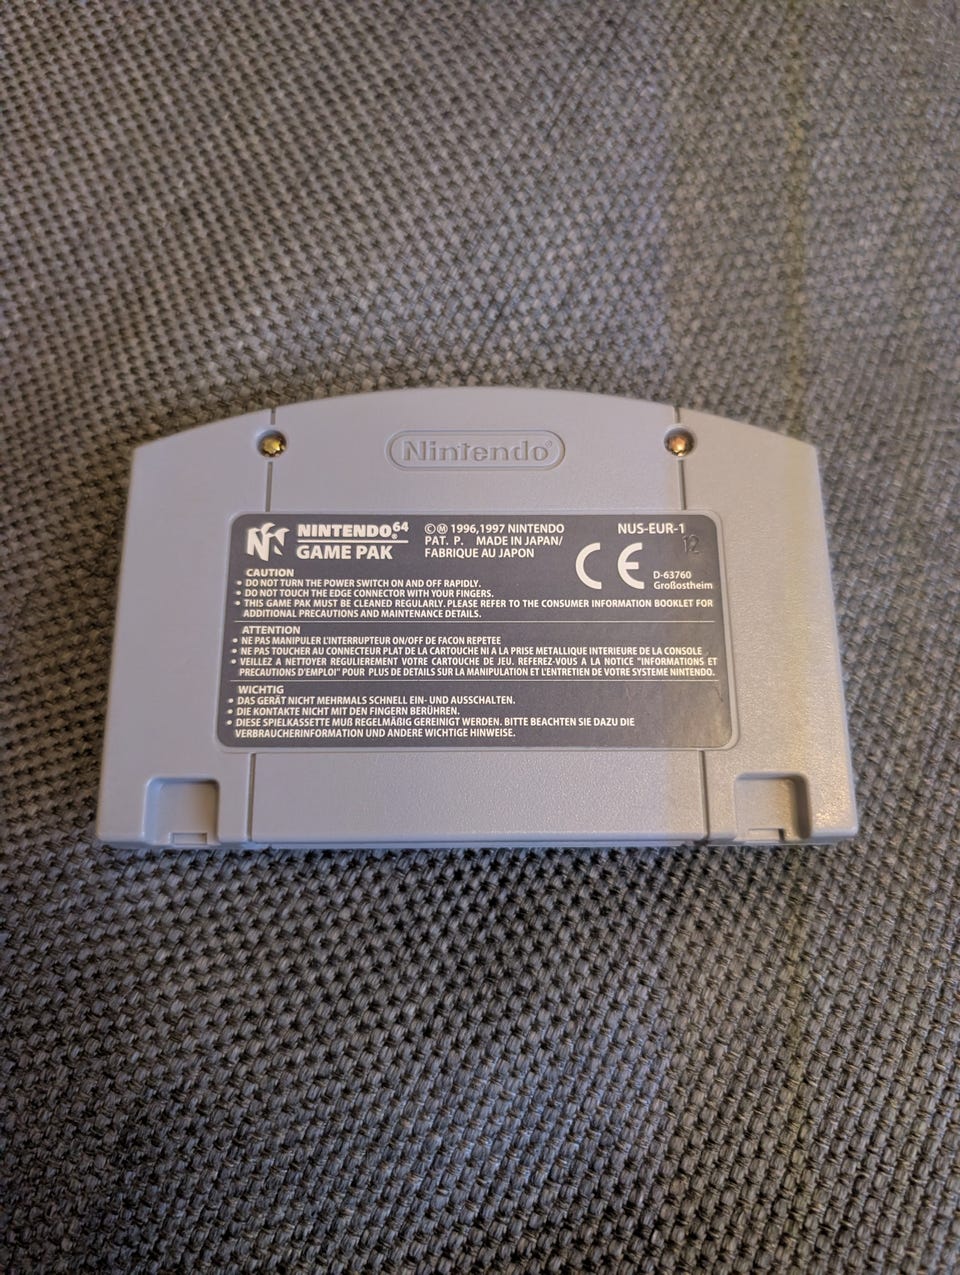 Nintendo®
NINTENDO®64
GAME PAK
©Ⓜ 1996,1997 NINTENDO
PAT. P. MADE IN JAPAN/
FABRIQUE AU JAPON
NUS-EUR-1
12
CE
D-63760
Großostheim
CAUTION
• DO NOT TURN THE POWER SWITCH ON AND OFF RAPIDLY.
• DO NOT TOUCH THE EDGE CONNECTOR WITH YOUR FINGERS.
• THIS GAME PAK MUST BE CLEANED REGULARLY. PLEASE REFER TO THE CONSUMER INFORMATION BOOKLET FOR
ADDITIONAL PRECAUTIONS AND MAINTENANCE DETAILS.
ATTENTION
• NE PAS MANIPULER L'INTERRUPTEUR ON/OFF DE FACON REPETEE
• NE PAS TOUCHER AU CONNECTEUR PLAT DE LA CARTOUCHE NI A LA PRISE METALLIQUE INTERIEURE DE LA CONSOLE
• VEILLEZ A NETTOYER REGULIEREMENT VOTRE CARTOUCHE DE JEU. REFEREZ-VOUS A LA NOTICE "INFORMATIONS ET
PRECAUTIONS D'EMPLOI" POUR PLUS DE DETAILS SUR LA MANIPULATION ET L'ENTRETIEN DE VOTRE SYSTEME NINTENDO.
WICHTIG
• DAS GERÄT NICHT MEHRMALS SCHNELL EIN- UND AUSSCHALTEN.
• DIE KONTAKTE NICHT MIT DEN FINGERN BERÜHREN.
• DIESE SPIELKASSETTE MUß REGELMÄßIG GEREINIGT WERDEN. BITTE BEACHTEN SIE DAZU DIE
VERBRAUCHERINFORMATION UND ANDERE WICHTIGE HINWEISE.